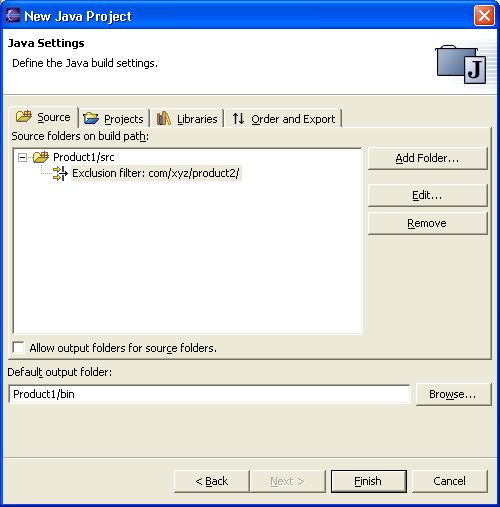 New Java Project
Java Settings
Define the Java build settings.
J
Source Projects Libraries Order and Export
Source folders on build path:
Product1/src
Exclusion filter: com/xyz/product2/
Add Folder...
Edit...
Remove
Allow output folders for source folders.
Default output folder:
Product1/bin
Browse...
< Back Next > Finish Cancel